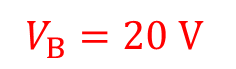 V_B = 20 V